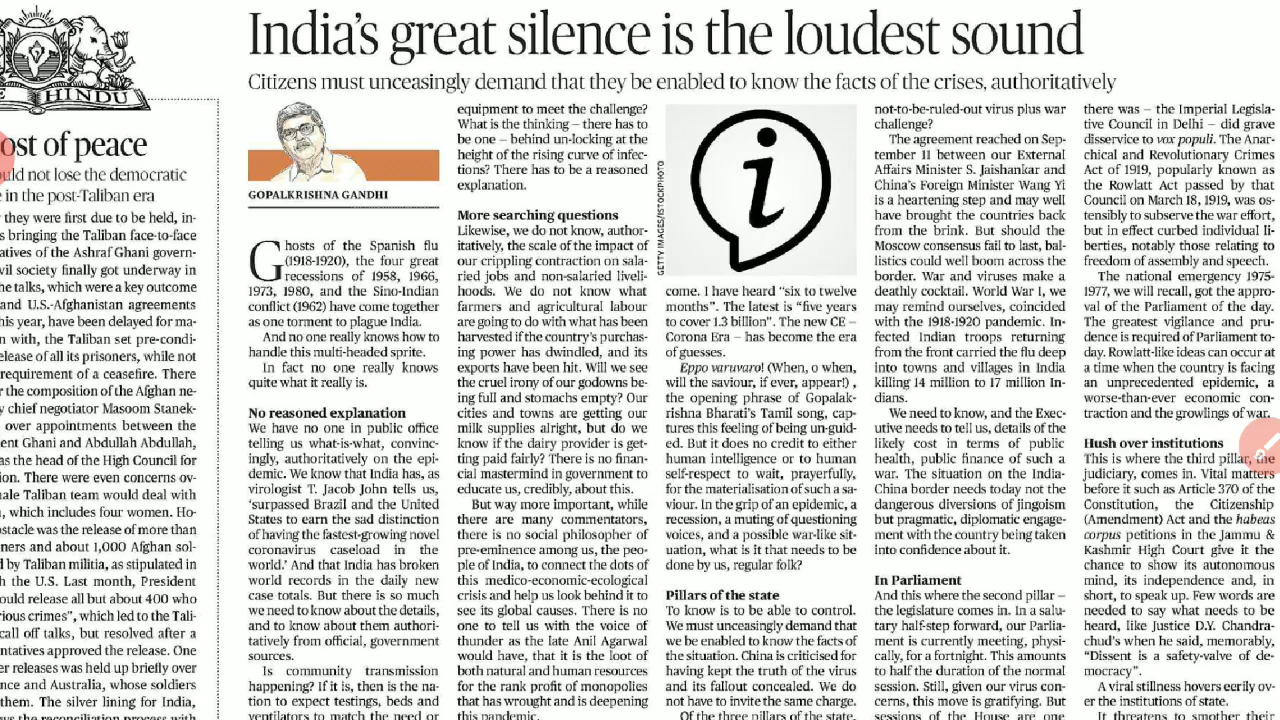 India's great silence is the loudest sound
Citizens must unceasingly demand that they be enabled to know the facts of the crises, authoritatively
HINDU
ost of peace
uld not lose the democratic
e in the post-Taliban era
they were first due to be held, in-
s bringing the Taliban face-to-face
atives of the Ashraf Ghani govern-
vil society finally got underway in
he talks, which were a key outcome
and U.S.-Afghanistan agreements
his year, have been delayed for ma-
n with, the Taliban set pre-condi-
elease of all its prisoners, while not
requirement of a ceasefire. There
r the composition of the Afghan ne-
y chief negotiator Masoom Stanek-
over appointments between the
ent Ghani and Abdullah Abdullah,
as the head of the High Council for
ion. There were even concerns ov-
male Taliban team would deal with
, which includes four women. Ho-
ostacle was the release of more than
ners and about 1,000 Afghan sol-
d by Taliban militia, as stipulated in
h the U.S. Last month, President
ould release all but about 400 who
rious crimes", which led to the Tali-
call off talks, but resolved after a
ntatives approved the release. One
er releases was held up briefly over
nce and Australia, whose soldiers
them. The silver lining for India,
us the reconciliation process with
GOPALKRISHNA GANDHI
Ghosts of the Spanish flu
(1918-1920), the four great
recessions of 1958, 1966,
1973, 1980, and the Sino-Indian
conflict (1962) have come together
as one torment to plague India.
And no one really knows how to
handle this multi-headed sprite.
In fact no one really knows
quite what it really is.
No reasoned explanation
We have no one in public office
telling us what-is-what, convinc-
ingly, authoritatively on the epi-
demic. We know that India has, as
virologist T. Jacob John tells us,
'surpassed Brazil and the United
States to earn the sad distinction
of having the fastest-growing novel
coronavirus caseload in the
world.' And that India has broken
world records in the daily new
case totals. But there is so much
we need to know about the details,
and to know about them authori-
tatively from official, government
sources.
Is community transmission
happening? If it is, then is the na-
tion to expect testings, beds and
ventilators to match the need or
equipment to meet the challenge?
What is the thinking – there has to
be one – behind un-locking at the
height of the rising curve of infec-
tions? There has to be a reasoned
explanation.
More searching questions
Likewise, we do not know, author-
itatively, the scale of the impact of
our crippling contraction on sala-
ried jobs and non-salaried liveli-
hoods. We do not know what
farmers and agricultural labour
are going to do with what has been
harvested if the country's purchas-
ing power has dwindled, and its
exports have been hit. Will we see
the cruel irony of our godowns be-
ing full and stomachs empty? Our
cities and towns are getting our
milk supplies alright, but do we
know if the dairy provider is get-
ting paid fairly? There is no finan-
cial mastermind in government to
educate us, credibly, about this.
But way more important, while
there are many commentators,
there is no social philosopher of
pre-eminence among us, the peo-
ple of India, to connect the dots of
this medico-economic-ecological
crisis and help us look behind it to
see its global causes. There is no
one to tell us with the voice of
thunder as the late Anil Agarwal
would have, that it is the loot of
both natural and human resources
for the rank profit of monopolies
that has wrought and is deepening
this pandemic.
GETTY IMAGES/ISTOCKPHOTO
i
come. I have heard "six to twelve
months". The latest is "five years
to cover 1.3 billion". The new CE –
Corona Era – has become the era
of guesses.
Eppo varuvaro! (When, o when,
will the saviour, if ever, appear!) ,
the opening phrase of Gopalak-
rishna Bharati's Tamil song, cap-
tures this feeling of being un-guid-
ed. But it does no credit to either
human intelligence or to human
self-respect to wait, prayerfully,
for the materialisation of such a sa-
viour. In the grip of an epidemic, a
recession, a muting of questioning
voices, and a possible war-like sit-
uation, what is it that needs to be
done by us, regular folk?
Pillars of the state
To know is to be able to control.
We must unceasingly demand that
we be enabled to know the facts of
the situation. China is criticised for
having kept the truth of the virus
and its fallout concealed. We do
not have to invite the same charge.
Of the three pillars of the state,
not-to-be-ruled-out virus plus war
challenge?
The agreement reached on Sep-
tember 11 between our External
Affairs Minister S. Jaishankar and
China's Foreign Minister Wang Yi
is a heartening step and may well
have brought the countries back
from the brink. But should the
Moscow consensus fail to last, bal-
listics could well boom across the
border. War and viruses make a
deathly cocktail. World War I, we
may remind ourselves, coincided
with the 1918-1920 pandemic. In-
fected Indian troops returning
from the front carried the flu deep
into towns and villages in India
killing 14 million to 17 million In-
dians.
We need to know, and the Exec-
utive needs to tell us, details of the
likely cost in terms of public
health, public finance of such a
war. The situation on the India-
China border needs today not the
dangerous diversions of jingoism
but pragmatic, diplomatic engage-
ment with the country being taken
into confidence about it.
In Parliament
And this where the second pillar –
the legislature comes in. In a salu-
tary half-step forward, our Parlia-
ment is currently meeting, physi-
cally, for a fortnight. This amounts
to half the duration of the normal
session. Still, given our virus con-
cerns, this move is gratifying. But
sessions of the House are one
there was – the Imperial Legisla-
tive Council in Delhi – did grave
disservice to vox populi. The Anar-
chical and Revolutionary Crimes
Act of 1919, popularly known as
the Rowlatt Act passed by that
Council on March 18, 1919, was os-
tensibly to subserve the war effort,
but in effect curbed individual li-
berties, notably those relating to
freedom of assembly and speech.
The national emergency 1975-
1977, we will recall, got the appro-
val of the Parliament of the day.
The greatest vigilance and pru-
dence is required of Parliament to-
day. Rowlatt-like ideas can occur at
a time when the country is facing
an unprecedented epidemic, a
worse-than-ever economic con-
traction and the growlings of war.
Hush over institutions
This is where the third pillar, the
judiciary, comes in. Vital matters
before it such as Article 370 of the
Constitution, the Citizenship
(Amendment) Act and the habeas
corpus petitions in the Jammu &
Kashmir High Court give it the
chance to show its autonomous
mind, its independence and, in
short, to speak up. Few words are
needed to say what needs to be
heard, like Justice D.Y. Chandra-
chud's when he said, memorably,
"Dissent is a safety-valve of de-
mocracy".
A viral stillness hovers eerily ov-
er the institutions of state.
It threatens to smother their